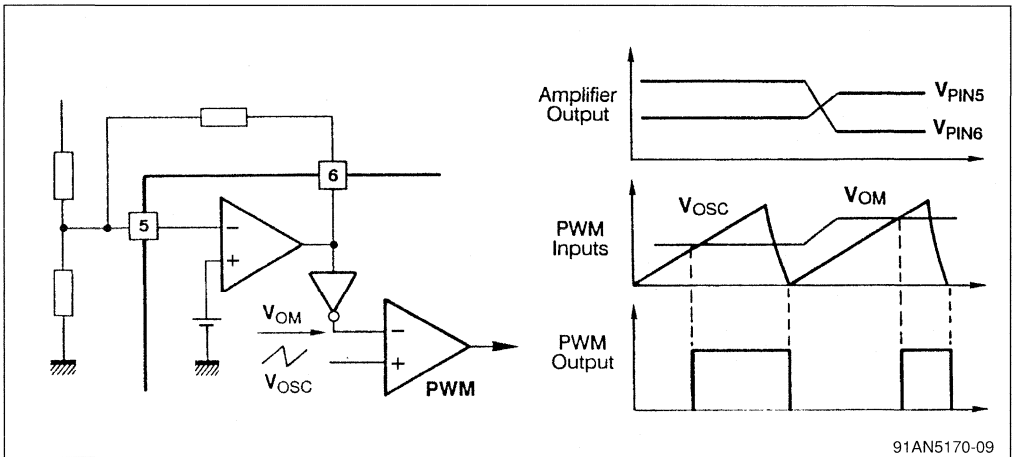 5
6
−
+
V_OM
V_OSC
−
+
PWM
Amplifier
Output
V_PIN5
V_PIN6
PWM
Inputs
V_OSC
V_OM
PWM
Output
91AN5170-09